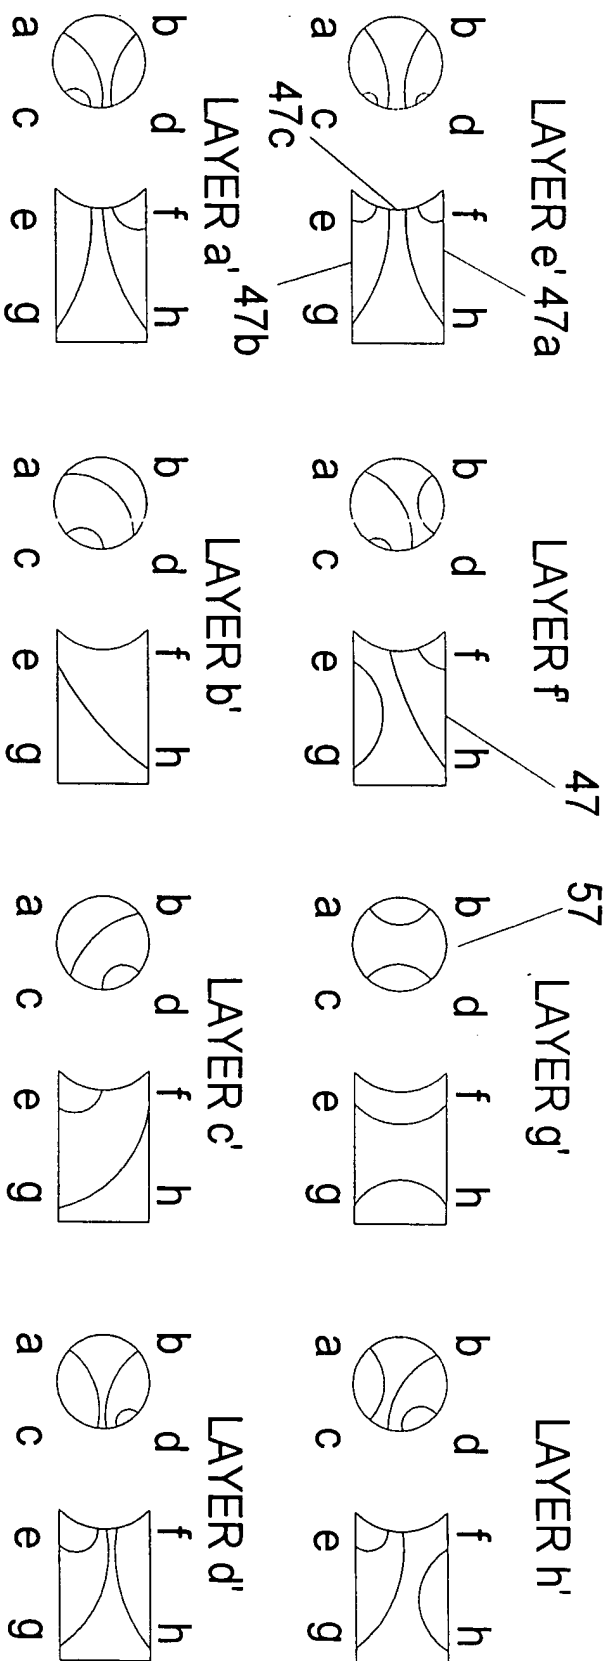 47 57
LAYER e' 47a LAYER f' LAYER g' LAYER h'
b d f h b d f h b d f h b d f h
a c e g a c e g a c e g a c e g
47c
47b
LAYER a' LAYER b' LAYER c' LAYER d'
b d f h b d f h b d f h b d f h
a c e g a c e g a c e g a c e g